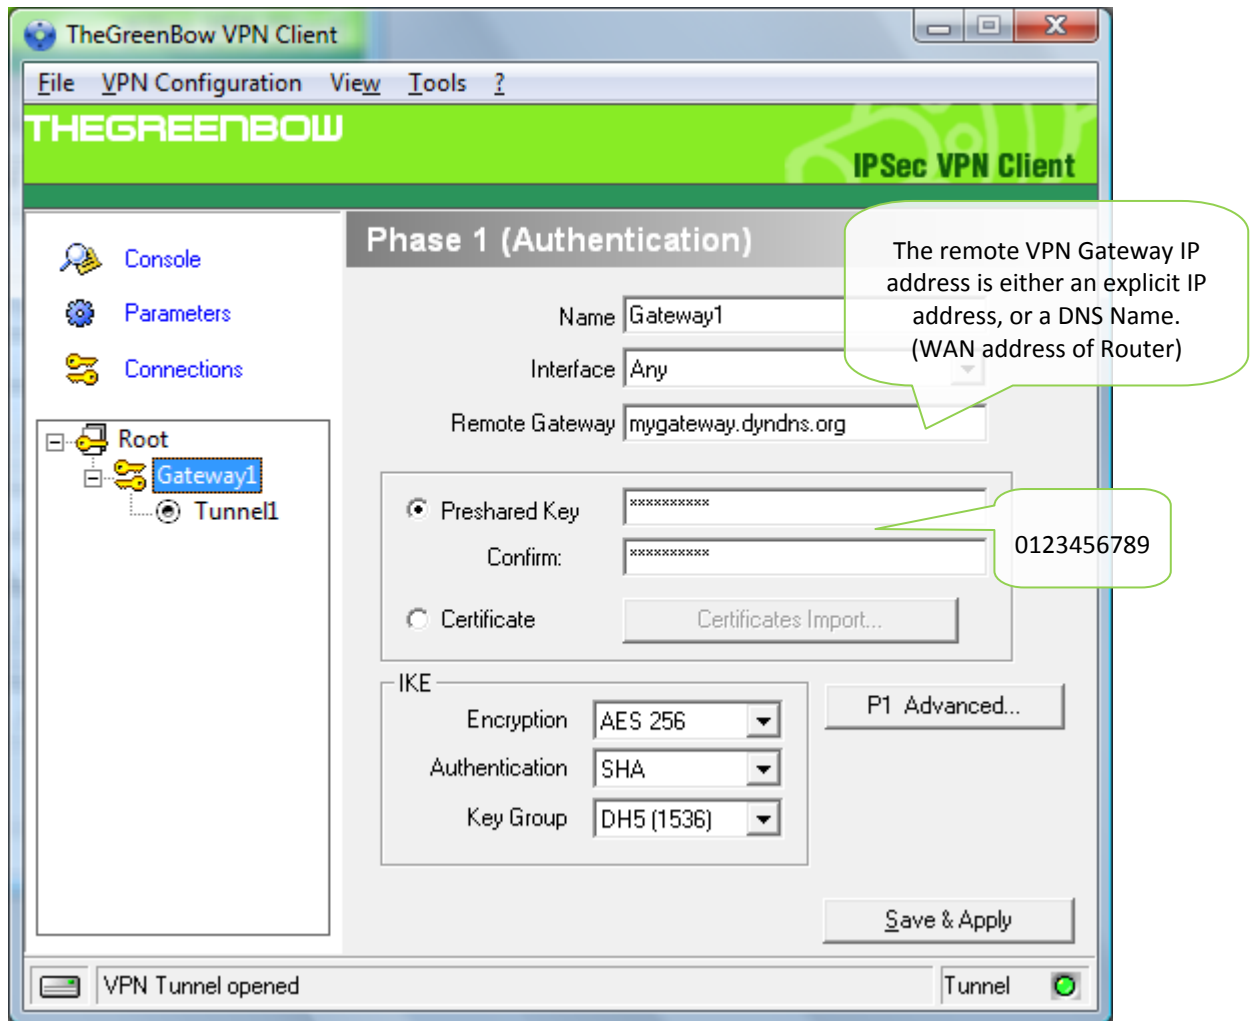 TheGreenBow VPN Client
File VPN Configuration View Tools ?
THEGREENBOW
IPSec VPN Client
Console
Parameters
Connections
Root
Gateway1
Tunnel1
Phase 1 (Authentication)
The remote VPN Gateway IP
address is either an explicit IP
address, or a DNS Name.
(WAN address of Router)
Name Gateway1
Interface Any
Remote Gateway mygateway.dyndns.org
Preshared Key **********
0123456789
Confirm: **********
Certificate Certificates Import...
IKE
Encryption AES 256
Authentication SHA
Key Group DH5 (1536)
P1 Advanced...
Save & Apply
VPN Tunnel opened
Tunnel